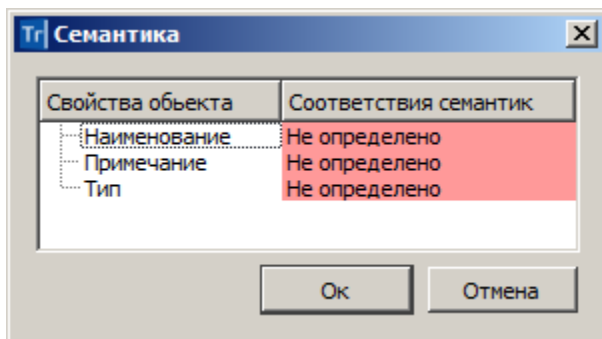 Tr Семантика
Свойства обьекта Соответствия семантик
Наименование Не определено
Примечание Не определено
Тип Не определено
Ок Отмена